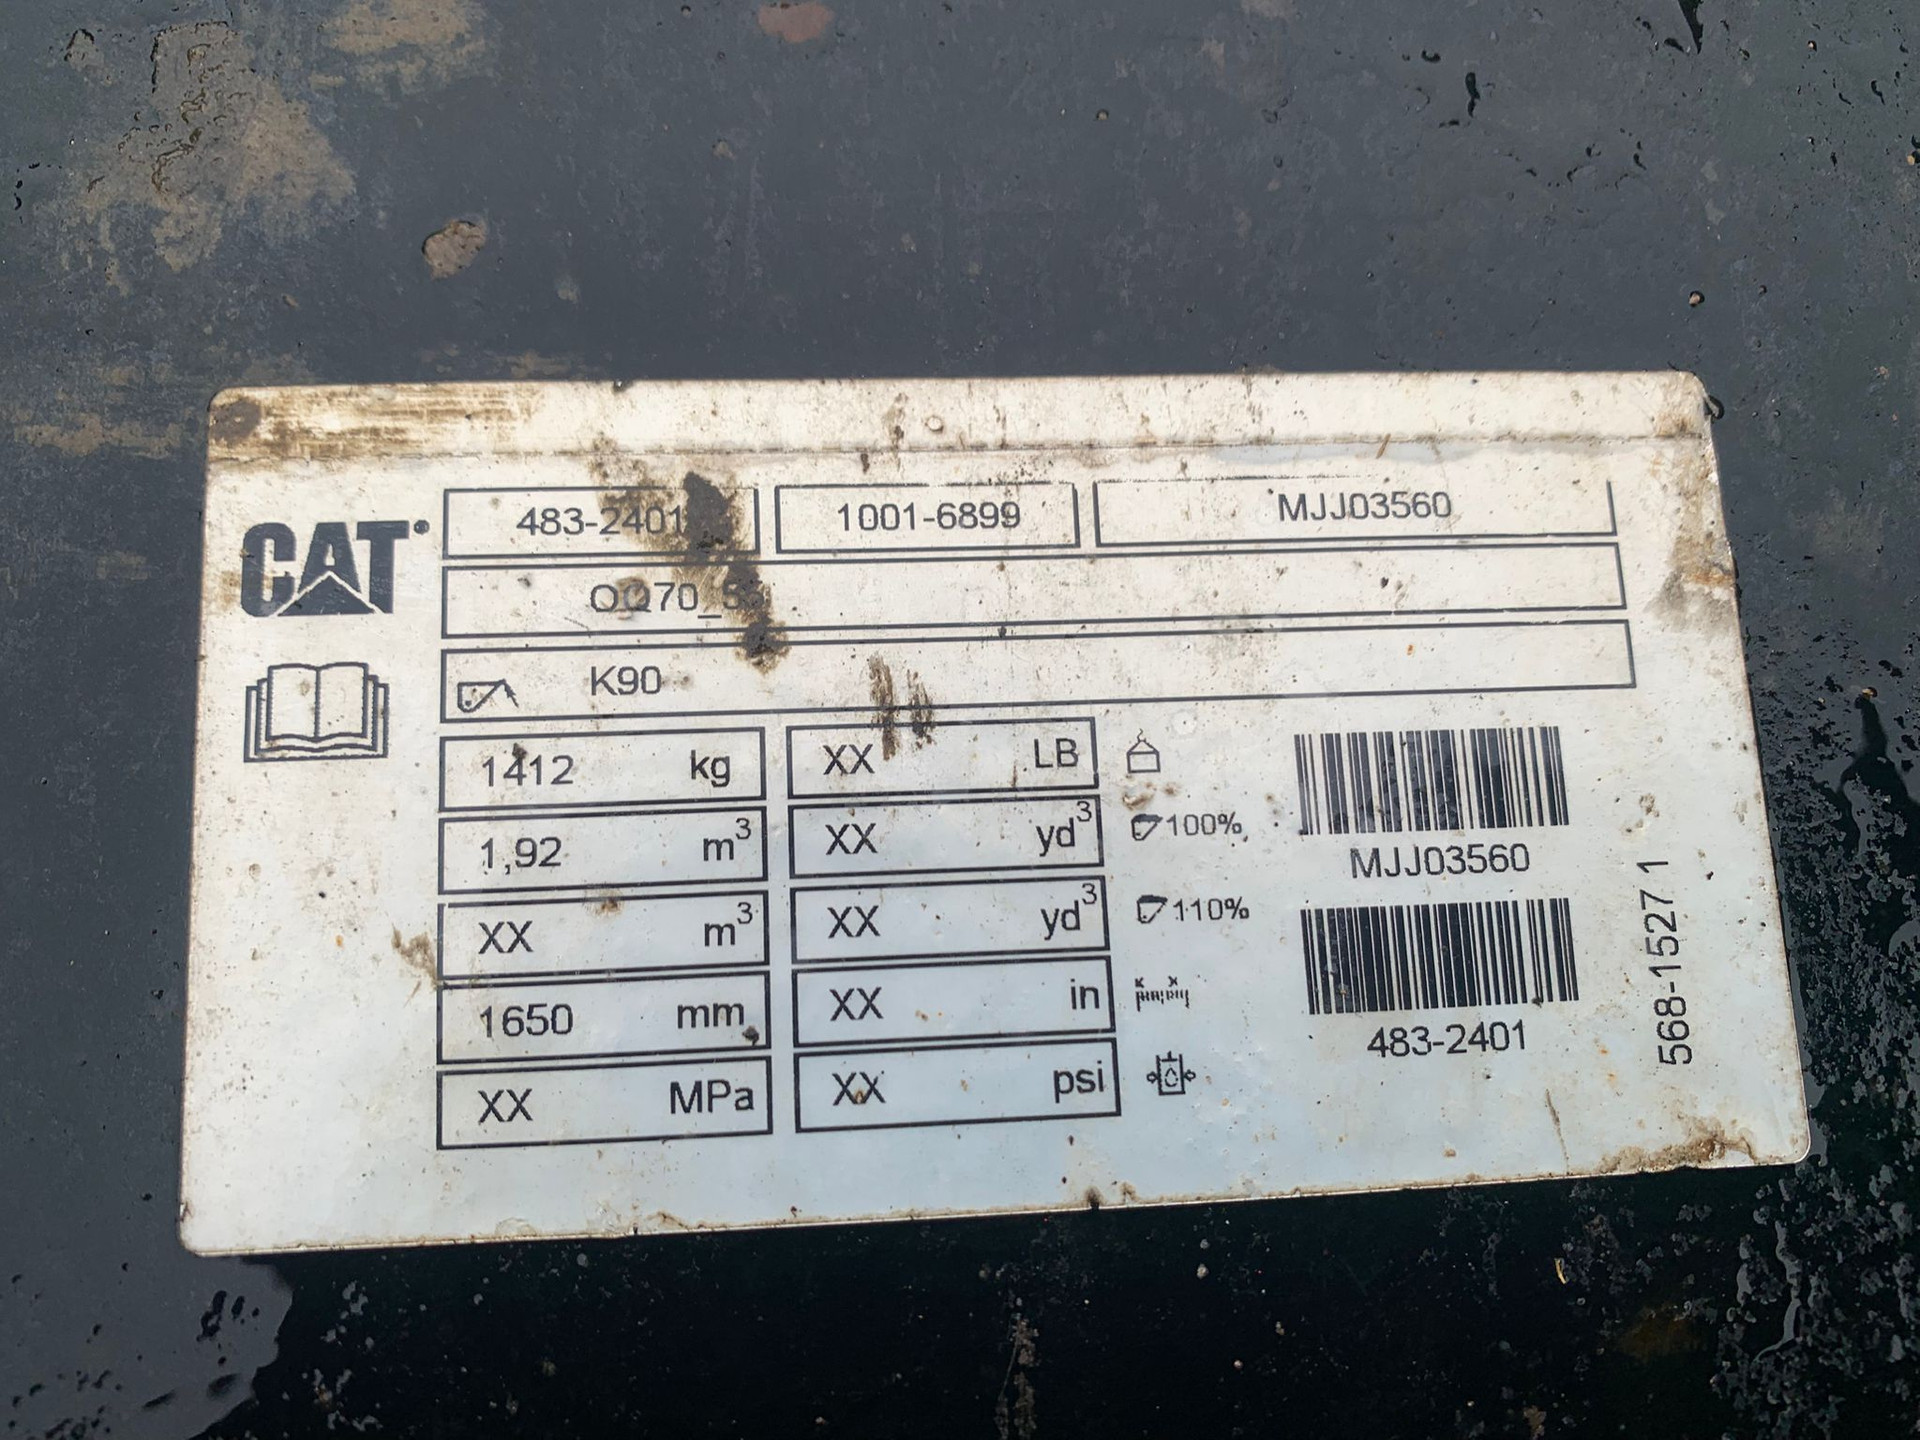 CAT
483-2401 1001-6899 MJJ03560
K90
1412 kg XX LB
1,92 m³ XX yd³ 100%
XX m³ XX yd³ 110%
1650 mm XX in
XX MPa XX psi
MJJ03560
483-2401
568-1527 1